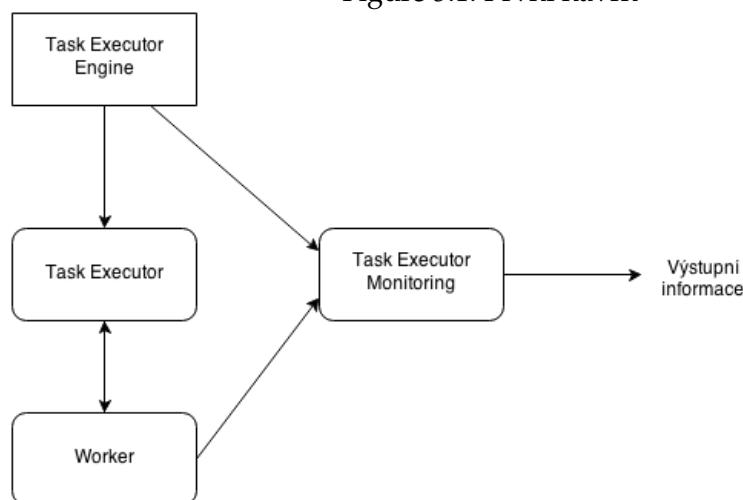 Task Executor
Engine
Task Executor
Task Executor
Monitoring
Výstupní
informace
Worker